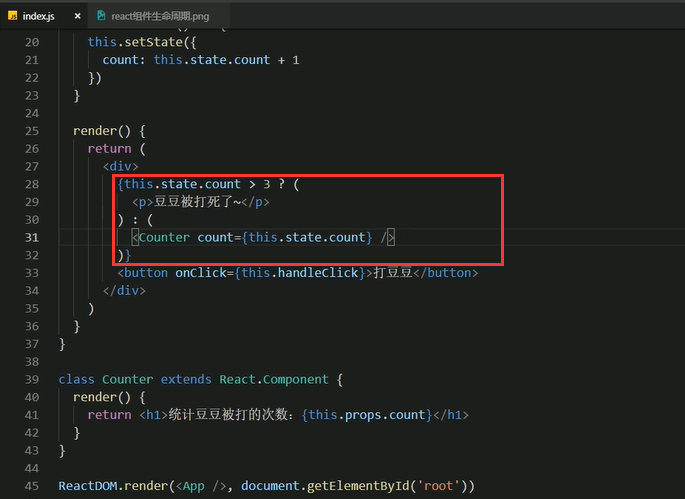 index.js
react组件生命周期.png
20 this.setState({
21 count: this.state.count + 1
22 })
23 }
24
25 render() {
26 return (
27 <div>
28 {this.state.count > 3 ? (
29 <p>豆豆被打死了~</p>
30 ) : (
31 <Counter count={this.state.count} />
32 )}
33 <button onClick={this.handleClick}>打豆豆</button>
34 </div>
35 )
36 }
37 }
38
39 class Counter extends React.Component {
40 render() {
41 return <h1>统计豆豆被打的次数：{this.props.count}</h1>
42 }
43 }
44
45 ReactDOM.render(<App />, document.getElementById('root'))